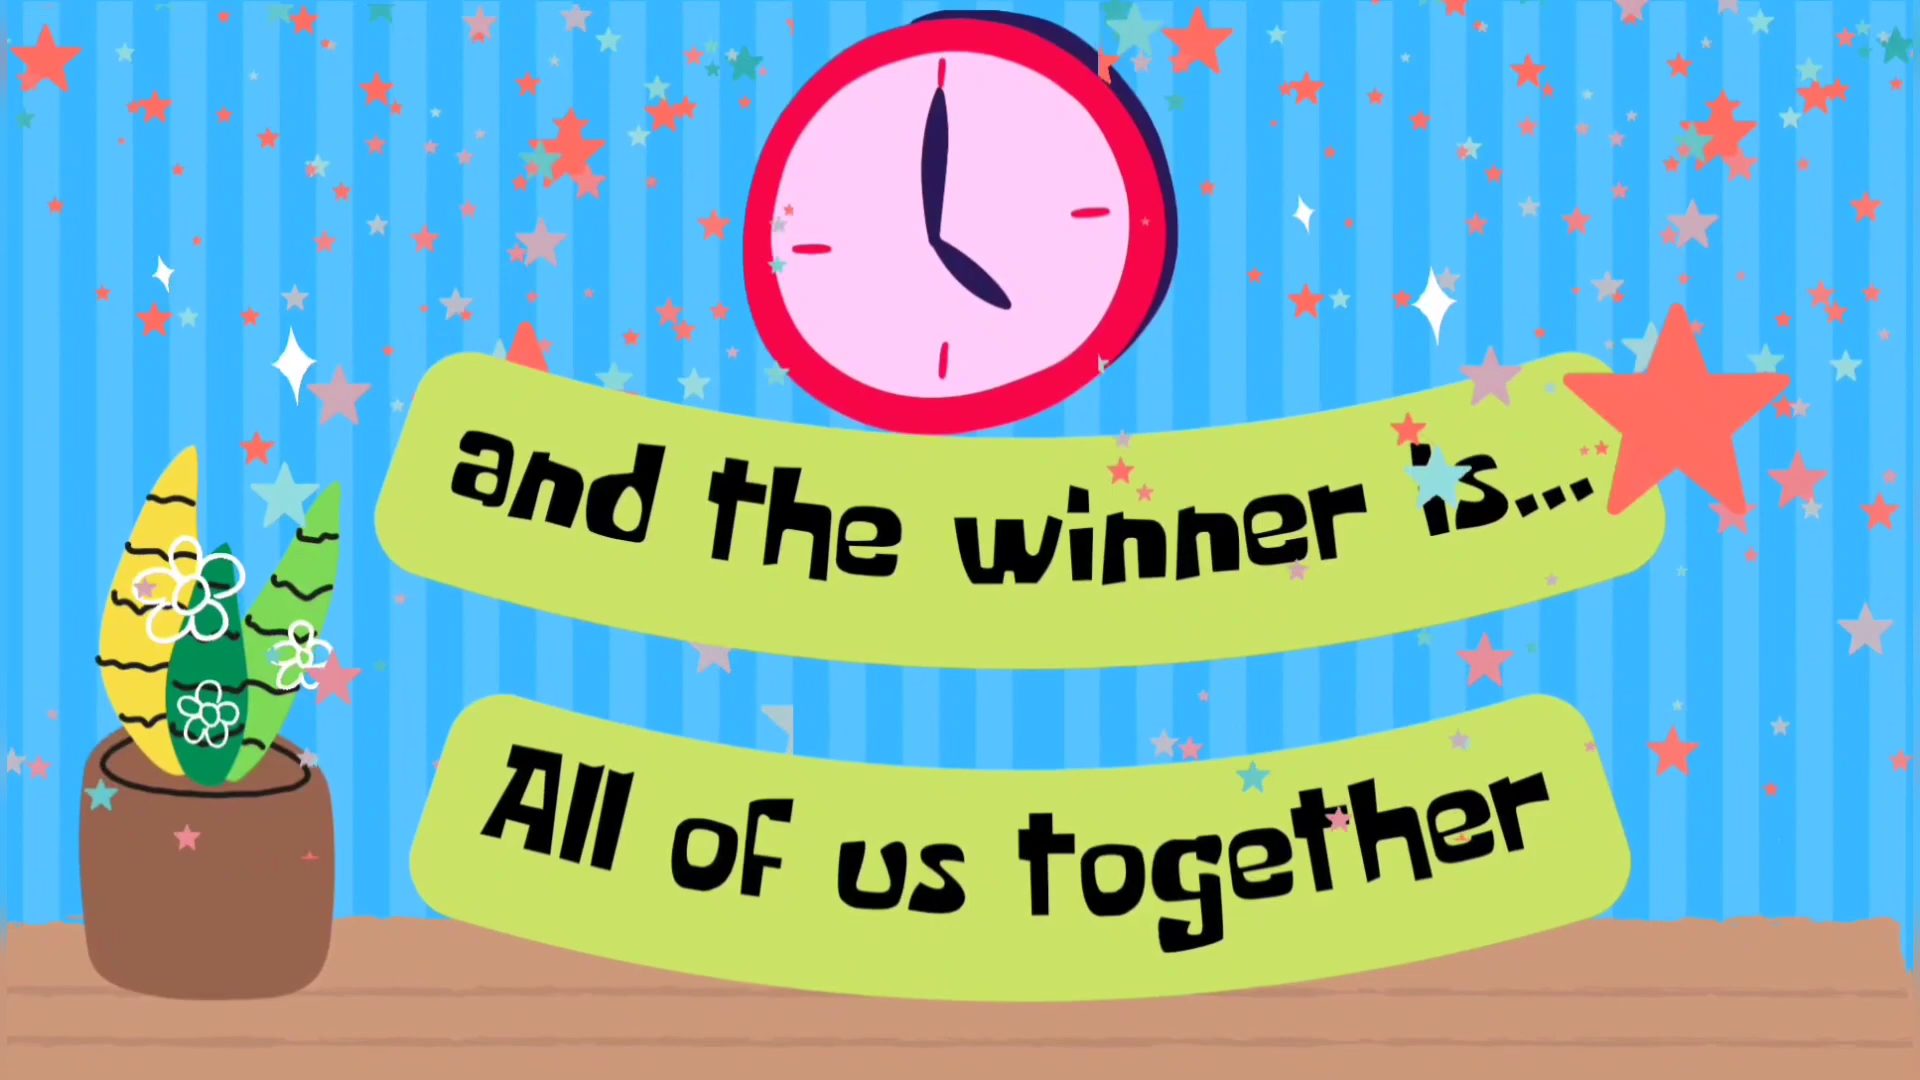 and the winner is...
All of us together